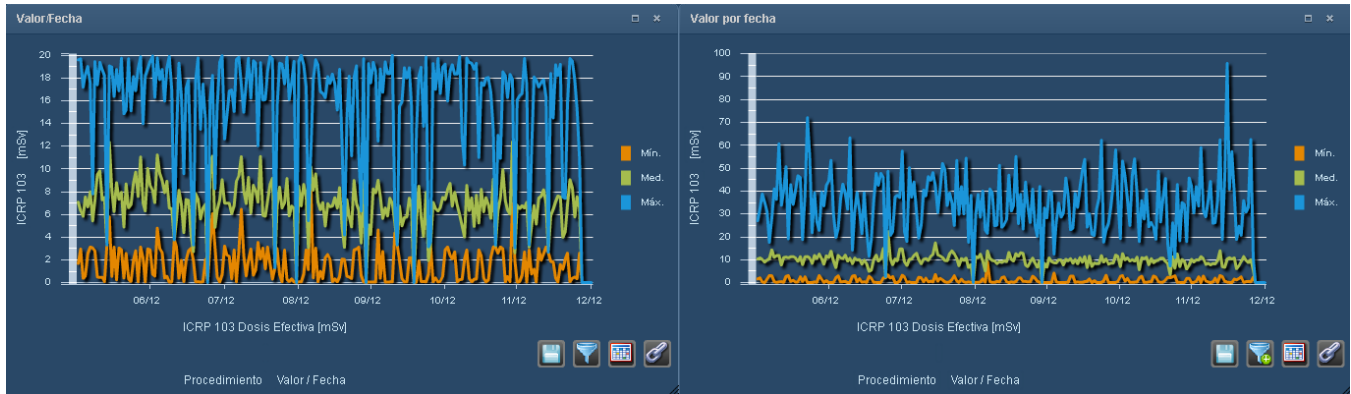 Valor/Fecha
20
18
16
14
12
10
8
6
4
2
0
ICRP 103 [mSv]
06/12
07/12
08/12
09/12
10/12
11/12
12/12
Mín.
Med.
Máx.
ICRP 103 Dosis Efectiva [mSv]
Procedimiento Valor / Fecha
Valor por fecha
100
90
80
70
60
50
40
30
20
10
0
ICRP 103 [mSv]
06/12
07/12
08/12
09/12
10/12
11/12
12/12
Mín.
Med.
Máx.
ICRP 103 Dosis Efectiva [mSv]
Procedimiento Valor / Fecha